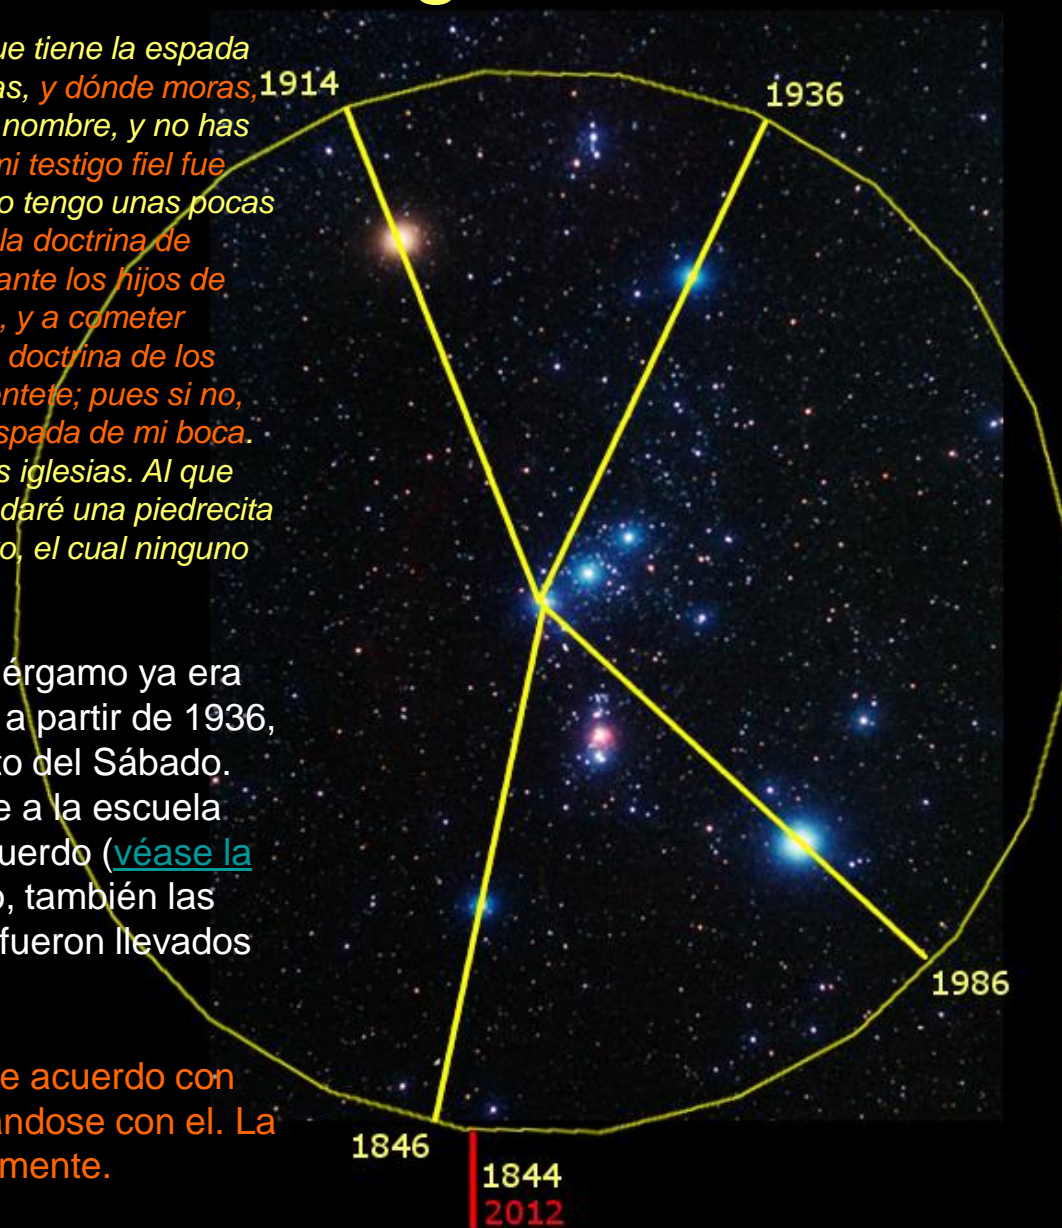 ue tiene la espada
as, y dónde moras,
nombre, y no has
mi testigo fiel fue
o tengo unas pocas
la doctrina de
ante los hijos de
, y a cometer
doctrina de los
éntete; pues si no,
spada de mi boca.
s iglesias. Al que
daré una piedrecita
o, el cual ninguno
érgamo ya era
a partir de 1936,
to del Sábado.
e a la escuela
uerdo (véase la
o, también las
fueron llevados
e acuerdo con
ándose con el. La
mente.
1914
1936
1986
1846
1844
2012